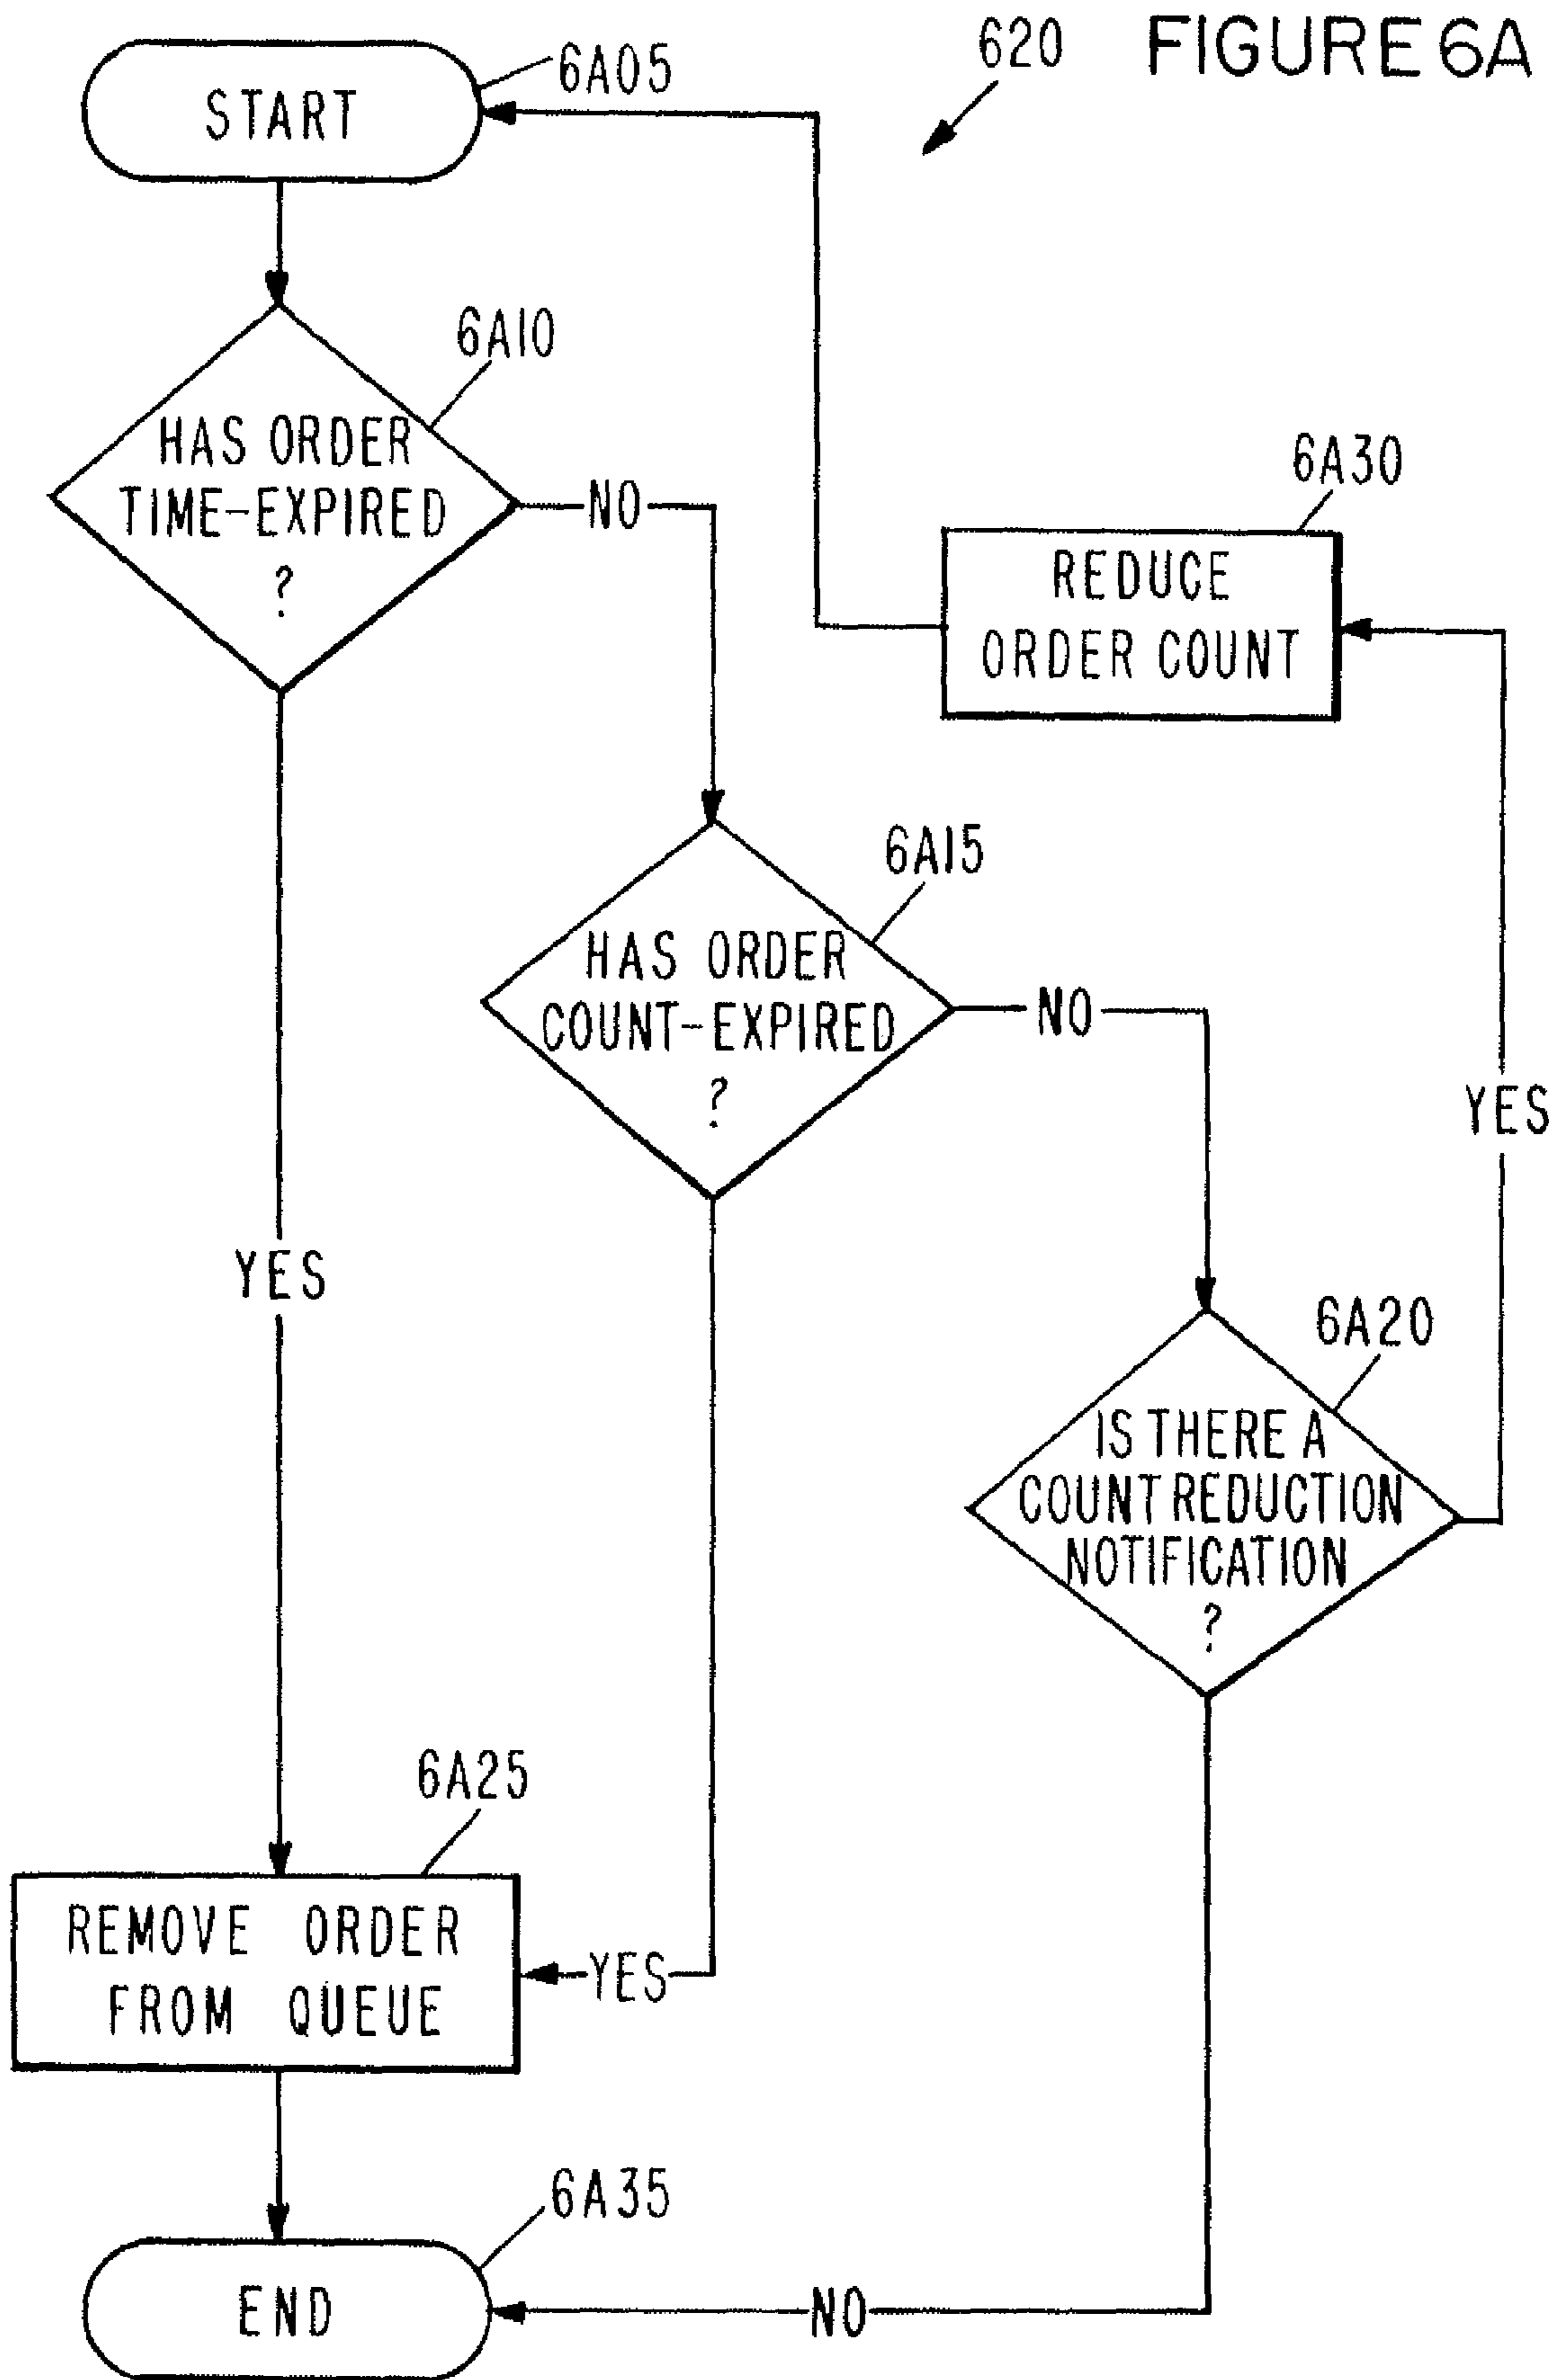 620 FIGURE 6A
6A05
START
6A10
HAS ORDER
TIME-EXPIRED
?
NO
6A30
REDUCE
ORDER COUNT
6A15
HAS ORDER
COUNT-EXPIRED
?
NO
YES
YES
6A20
IS THERE A
COUNT REDUCTION
NOTIFICATION
?
6A25
REMOVE ORDER
FROM QUEUE
YES
6A35
END
NO